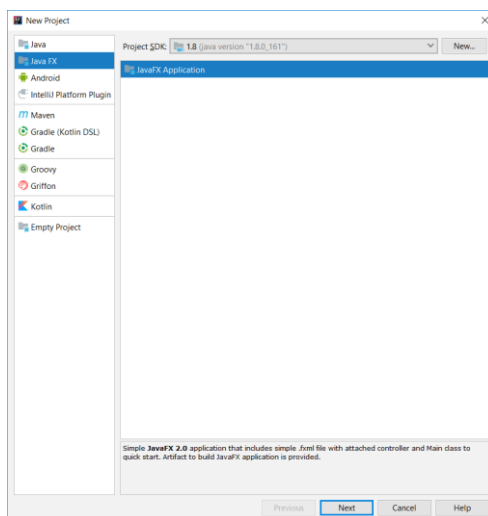 New Project
Java
Java FX
Android
IntelliJ Platform Plugin
Maven
Gradle (Kotlin DSL)
Gradle
Groovy
Griffon
Kotlin
Empty Project
Project SDK: 1.8 (java version "1.8.0_161") New...
JavaFX Application
Simple JavaFX 2.0 application that includes simple .fxml file with attached controller and Main class to
quick start. Artifact to build JavaFX application is provided.
Previous Next Cancel Help